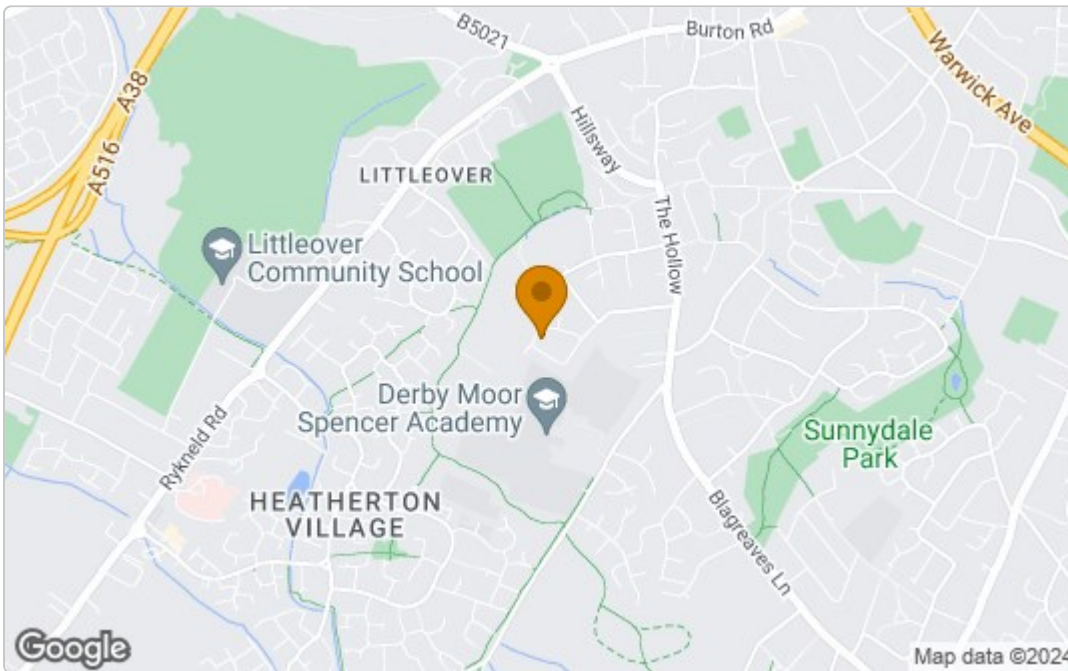 B5021
Burton Rd
Warwick Ave
A38
A516
Hillsway
LITTLEOVER
The Hollow
Littleover
Community School
Derby Moor
Spencer Academy
Sunnydale
Park
Rykneld Rd
HEATHERTON
VILLAGE
Blagreaves Ln
Google
Map data ©2024